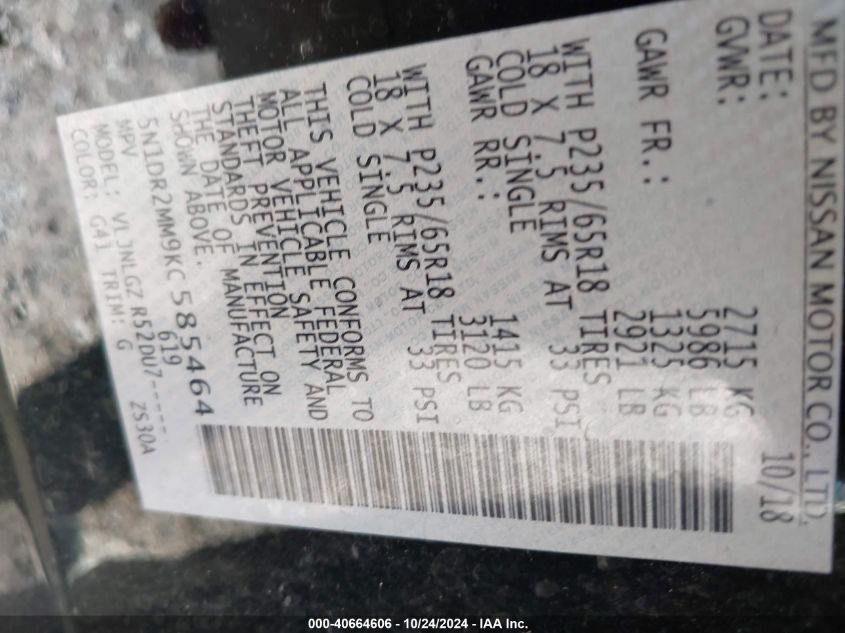 MFD BY NISSAN MOTOR CO., LTD.
DATE: 10/18
GVWR: 2715 KG
5986 LB
GAWR FR.: 1325 KG
2921 LB
WITH P235/65R18 TIRES
18 X 7.5 RIMS AT 33 PSI
COLD SINGLE
GAWR RR.: 1415 KG
3120 LB
WITH P235/65R18 TIRES
18 X 7.5 RIMS AT 33 PSI
COLD SINGLE
THIS VEHICLE CONFORMS TO
ALL APPLICABLE FEDERAL
MOTOR VEHICLE SAFETY AND
THEFT PREVENTION
STANDARDS IN EFFECT ON
THE DATE OF MANUFACTURE
SHOWN ABOVE.
5N1DR2MM9KC585464
MPV 619
MODEL: VLJNLGZ R52DU7-----
COLOR: G41 TRIM: G ZS30A
000-40664606 - 10/24/2024 - IAA Inc.